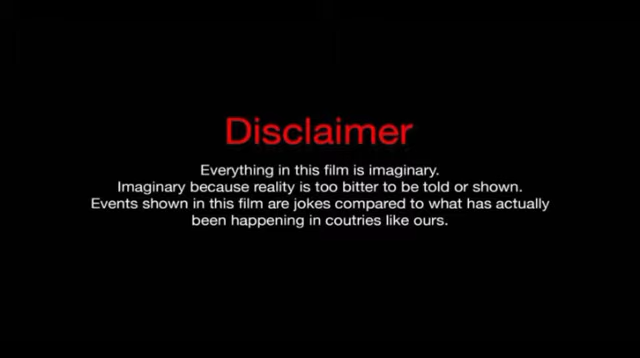 Disclaimer
Everything in this film is imaginary.
Imaginary because reality is too bitter to be told or shown.
Events shown in this film are jokes compared to what has actually
been happening in coutries like ours.